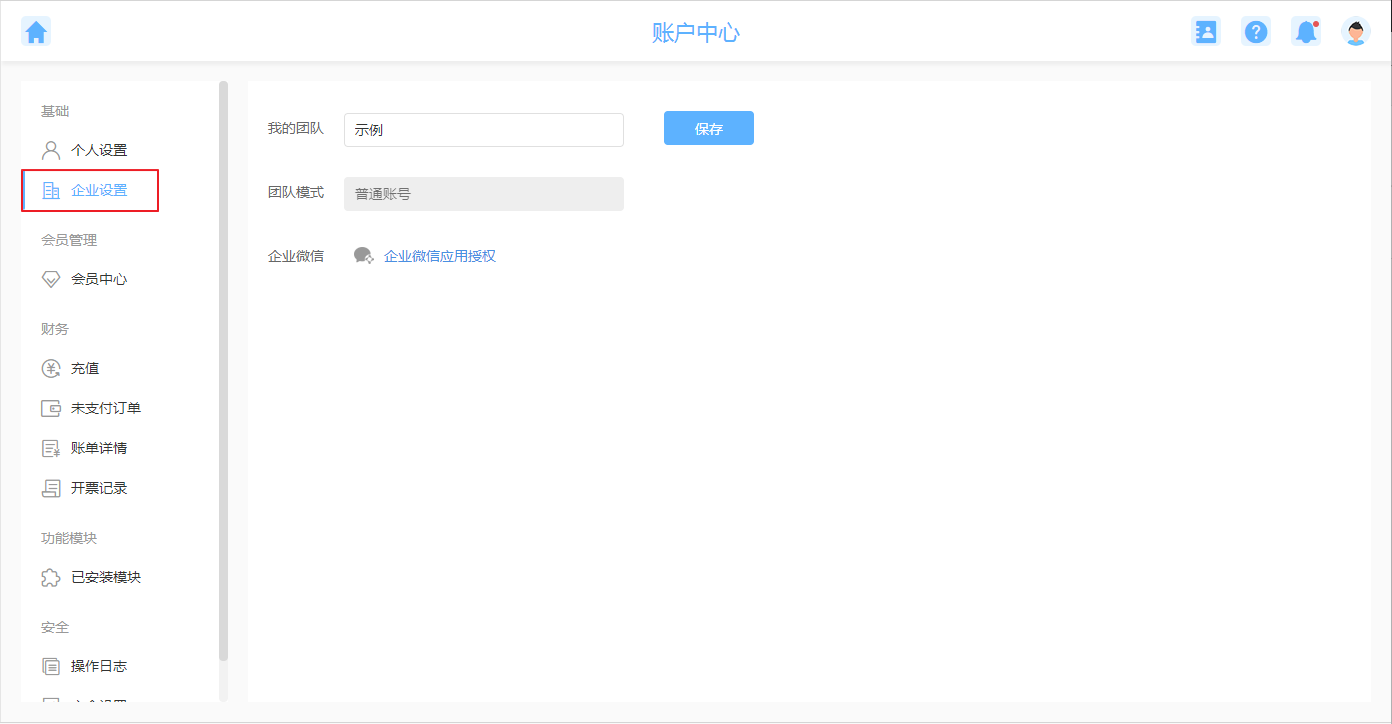 账户中心
基础
个人设置
企业设置
会员管理
会员中心
财务
充值
未支付订单
账单详情
开票记录
功能模块
已安装模块
安全
操作日志
我的团队 示例 保存
团队模式 普通账号
企业微信 企业微信应用授权